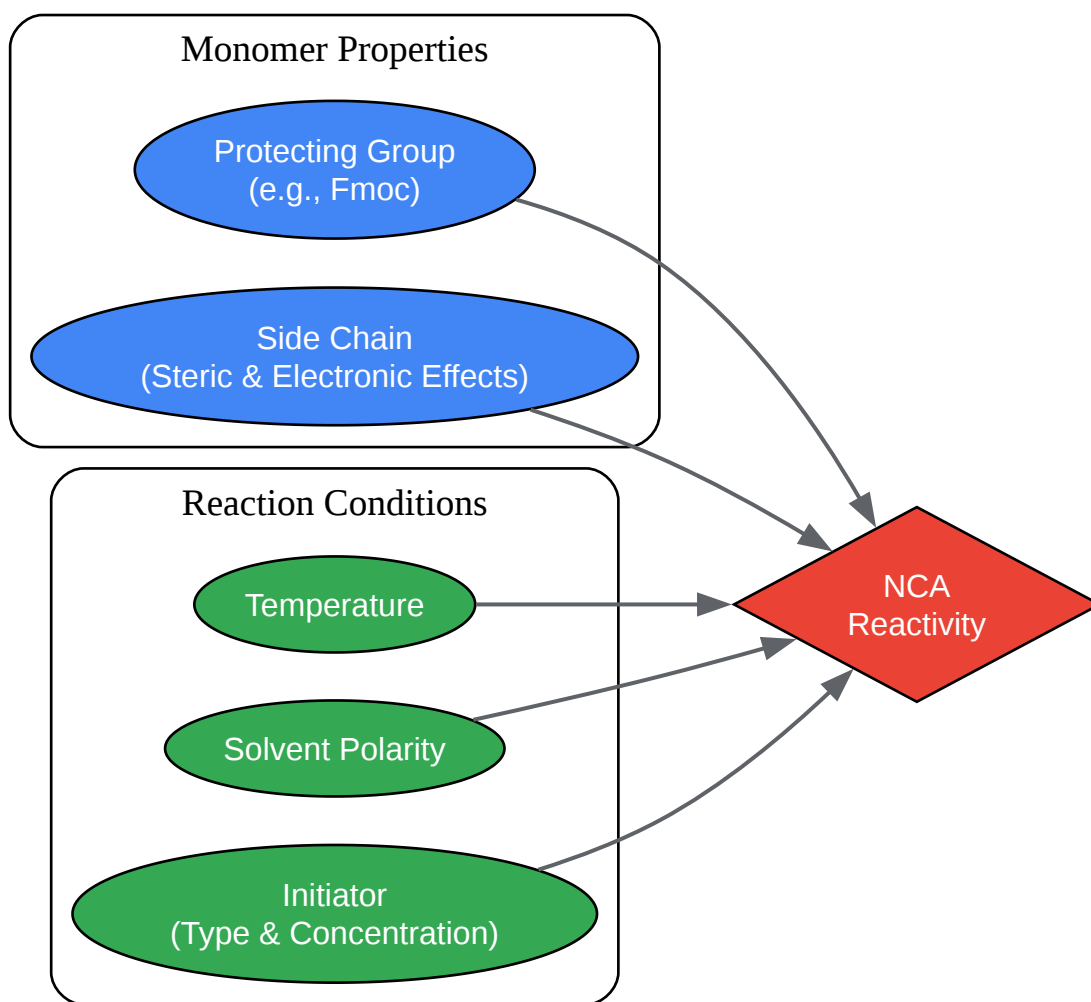 Monomer Properties
Protecting Group
(e.g., Fmoc)
Side Chain
(Steric & Electronic Effects)
Reaction Conditions
Temperature
Solvent Polarity
Initiator
(Type & Concentration)
NCA
Reactivity